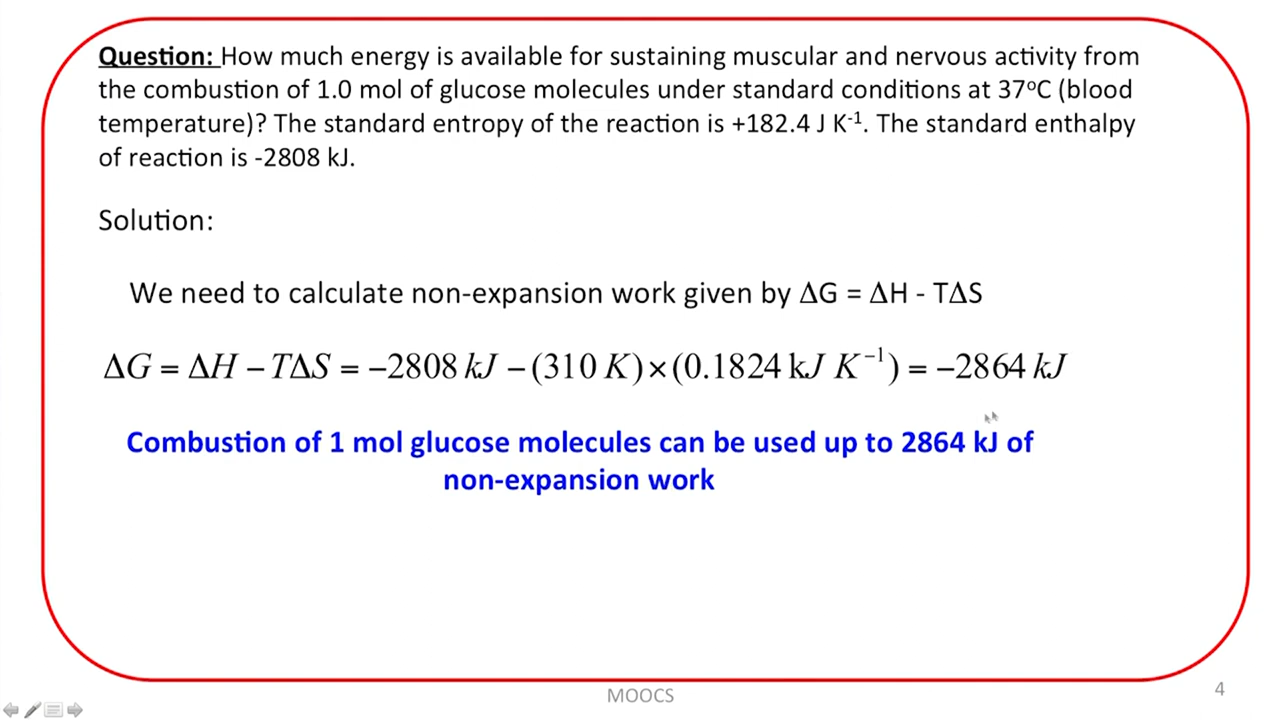 Question: How much energy is available for sustaining muscular and nervous activity from
the combustion of 1.0 mol of glucose molecules under standard conditions at 37ºC (blood
temperature)? The standard entropy of the reaction is +182.4 J K⁻¹. The standard enthalpy
of reaction is -2808 kJ.
Solution:
We need to calculate non-expansion work given by ΔG = ΔH - TΔS
ΔG = ΔH − TΔS = −2808 kJ − (310 K) × (0.1824 kJ K⁻¹) = −2864 kJ
Combustion of 1 mol glucose molecules can be used up to 2864 kJ of
non-expansion work
MOOCS
4